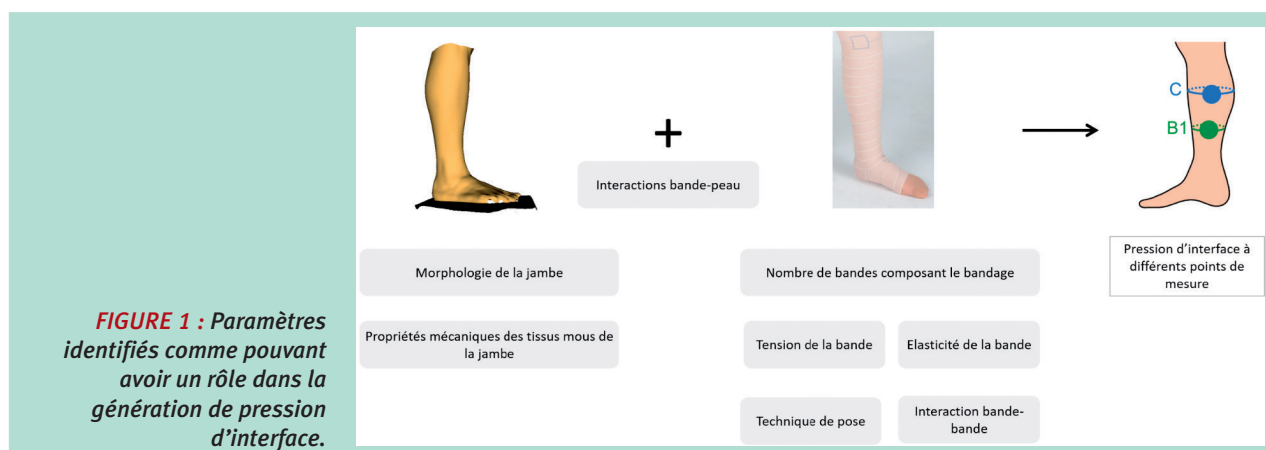 C
B1
Interactions bande-peau
Morphologie de la jambe
Nombre de bandes composant le bandage
Pression d'interface à
différents points de
mesure
Propriétés mécaniques des tissus mous de
la jambe
Tension de la bande
Elasticité de la bande
Technique de pose
Interaction bande-
bande
FIGURE 1 : Paramètres
identifiés comme pouvant
avoir un rôle dans la
génération de pression
d'interface.